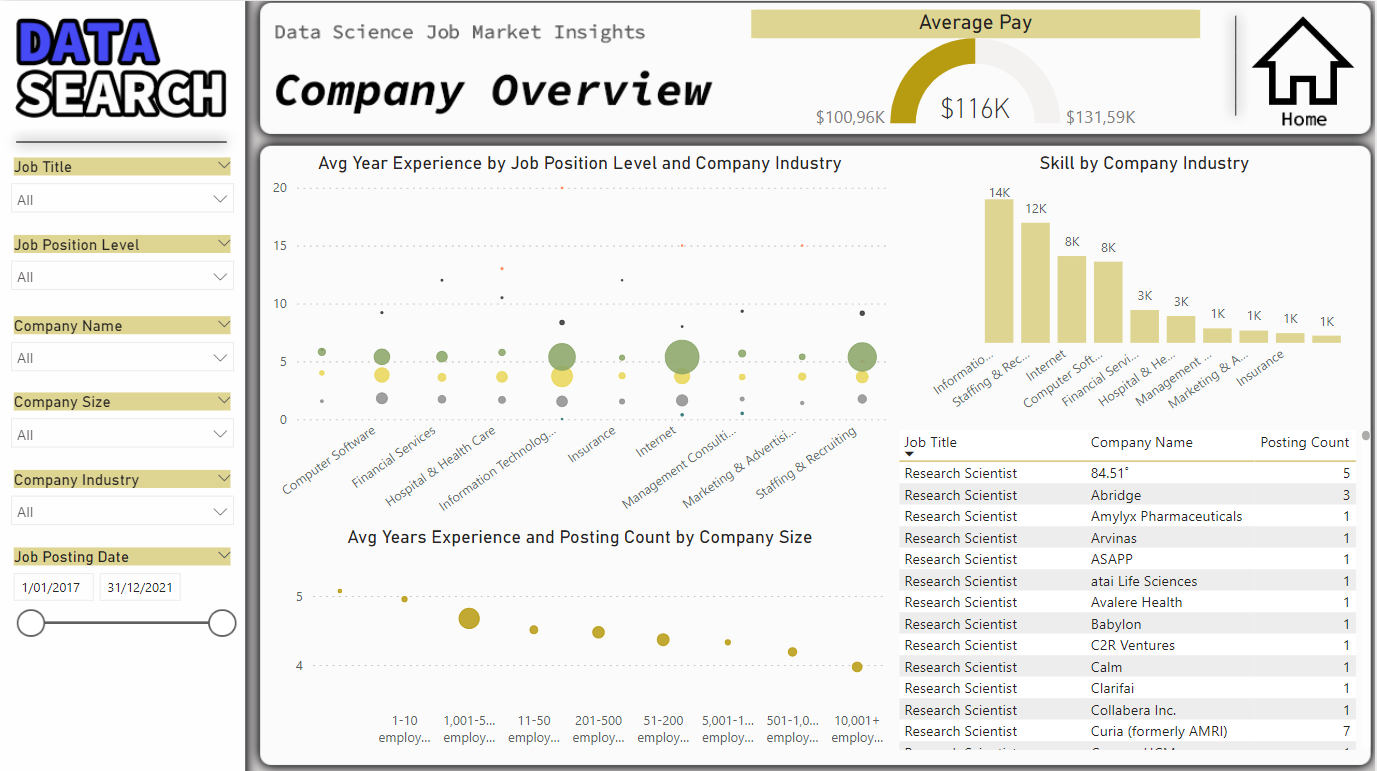 DATA
SEARCH
Job Title
All
Job Position Level
All
Company Name
All
Company Size
All
Company Industry
All
Job Posting Date
1/01/2017 31/12/2021
Data Science Job Market Insights
Company Overview
Average Pay
$116K
$100,96K $131,59K
Home
Avg Year Experience by Job Position Level and Company Industry
20
15
10
5
0
Computer Software
Financial Services
Hospital & Health Care
Information Technolog...
Insurance
Internet
Management Consulti...
Marketing & Advertisi...
Staffing & Recruiting
Avg Years Experience and Posting Count by Company Size
5
4
1-10 employ...
1,001-5... employ...
11-50 employ...
201-500 employ...
51-200 employ...
5,001-1... employ...
501-1,0... employ...
10,001+ employ...
Skill by Company Industry
14K
12K
8K
8K
3K
3K
1K
1K
1K
1K
Informatio...
Staffing & Rec...
Internet
Computer Soft...
Financial Servi...
Hospital & He...
Management ...
Marketing & A...
Insurance
Job Title Company Name Posting Count
Research Scientist 84.51˚ 5
Research Scientist Abridge 3
Research Scientist Amylyx Pharmaceuticals 1
Research Scientist Arvinas 1
Research Scientist ASAPP 1
Research Scientist atai Life Sciences 1
Research Scientist Avalere Health 1
Research Scientist Babylon 1
Research Scientist C2R Ventures 1
Research Scientist Calm 1
Research Scientist Clarifai 1
Research Scientist Collabera Inc. 1
Research Scientist Curia (formerly AMRI) 7